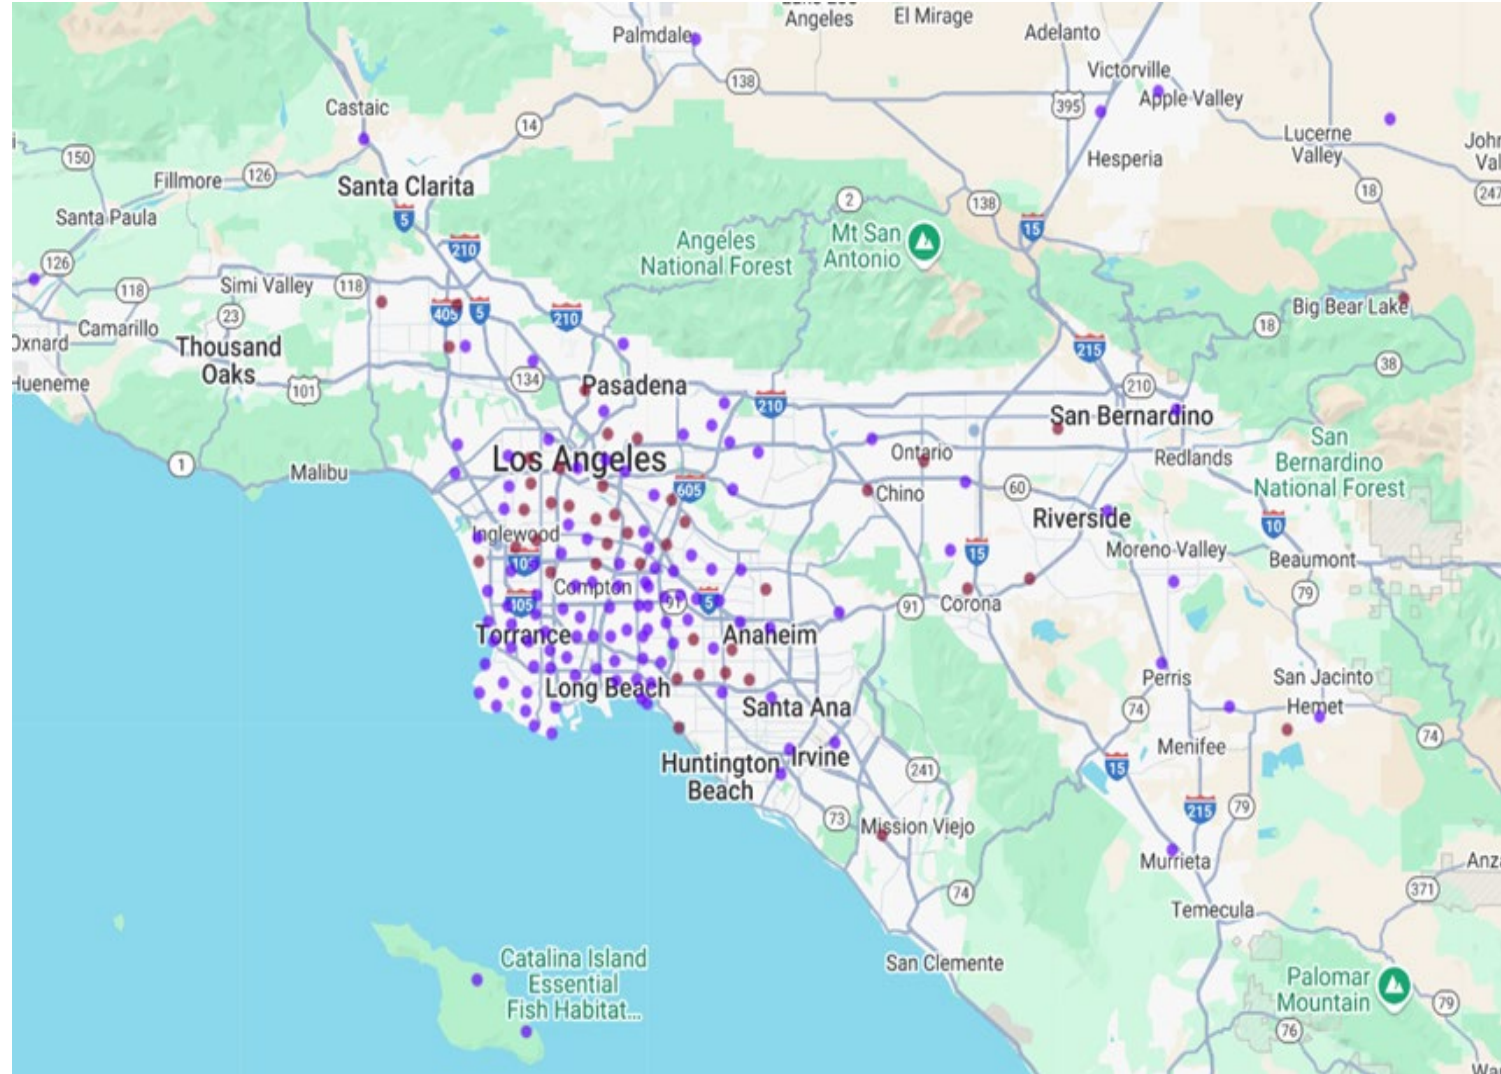 Angeles
El Mirage
Adelanto
Palmdale
138
Victorville
395
Apple Valley
Castaic
14
Lucerne
Valley
150
Hesperia
Fillmore
126
Santa Clarita
18
247
2
138
Santa Paula
5
15
Angeles
National Forest
Mt San
Antonio
210
126
Simi Valley
118
118
Big Bear Lake
405
5
210
23
Camarillo
18
Oxnard
Thousand
Oaks
215
38
Hueneme
101
134
Pasadena
210
210
San Bernardino
Los Angeles
Ontario
San
Bernardino
National Forest
Redlands
1
Malibu
605
Chino
60
Riverside
10
Inglewood
105
15
Moreno Valley
Beaumont
Compton
405
91
5
91
Corona
79
Torrance
Anaheim
Perris
San Jacinto
Long Beach
Santa Ana
74
Hemet
74
Menifee
Huntington
Beach
Irvine
241
15
215
79
73
Mission Viejo
Murrieta
74
371
Temecula
Catalina Island
Essential
Fish Habitat...
San Clemente
Palomar
Mountain
79
76